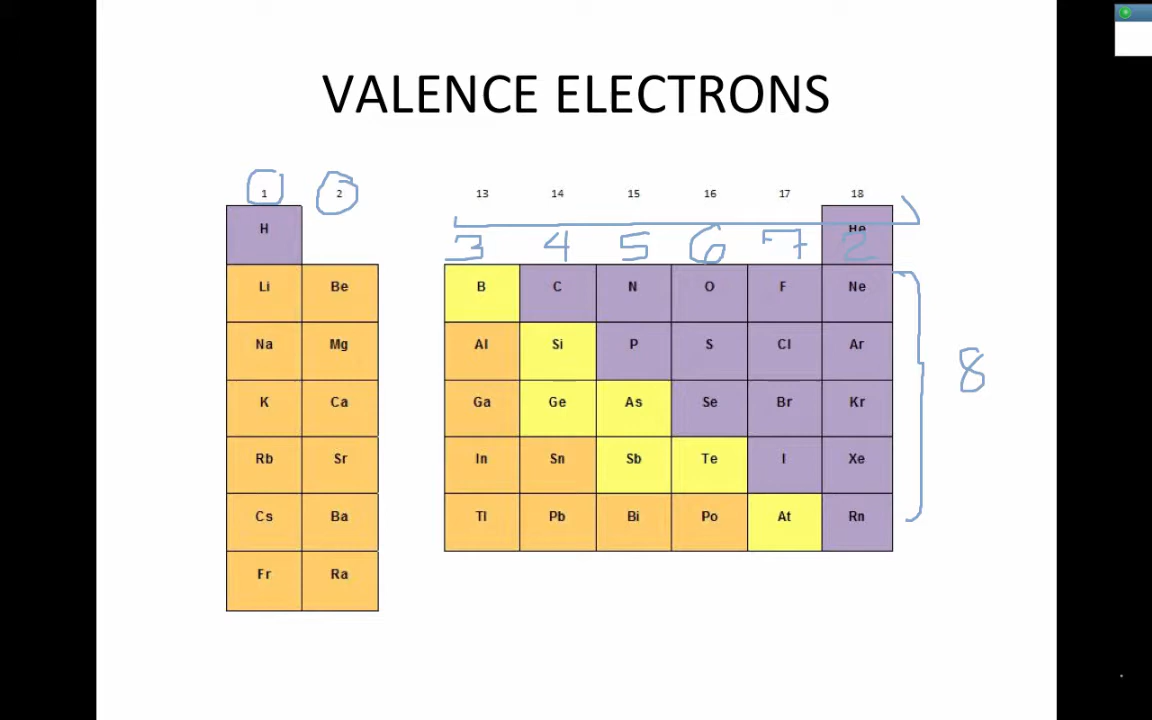 VALENCE ELECTRONS
1 2 13 14 15 16 17 18
H He
3 4 5 6 7 2
Li Be B C N O F Ne
Na Mg Al Si P S Cl Ar
8
K Ca Ga Ge As Se Br Kr
Rb Sr In Sn Sb Te I Xe
Cs Ba Tl Pb Bi Po At Rn
Fr Ra